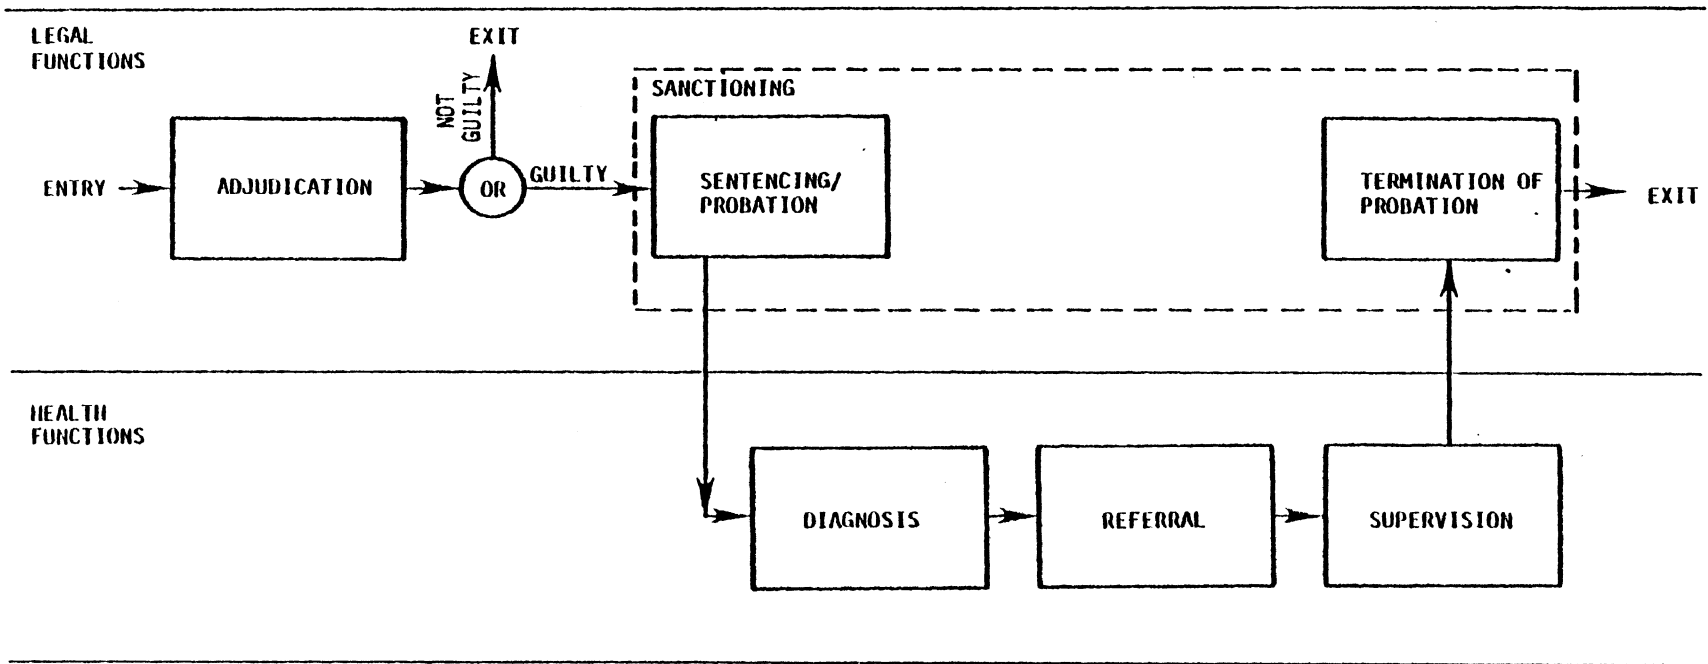 LEGAL
FUNCTIONS
EXIT
NOT
GUILTY
SANCTIONING
ENTRY
ADJUDICATION
OR
GUILTY
SENTENCING/
PROBATION
TERMINATION OF
PROBATION
EXIT
HEALTH
FUNCTIONS
DIAGNOSIS
REFERRAL
SUPERVISION